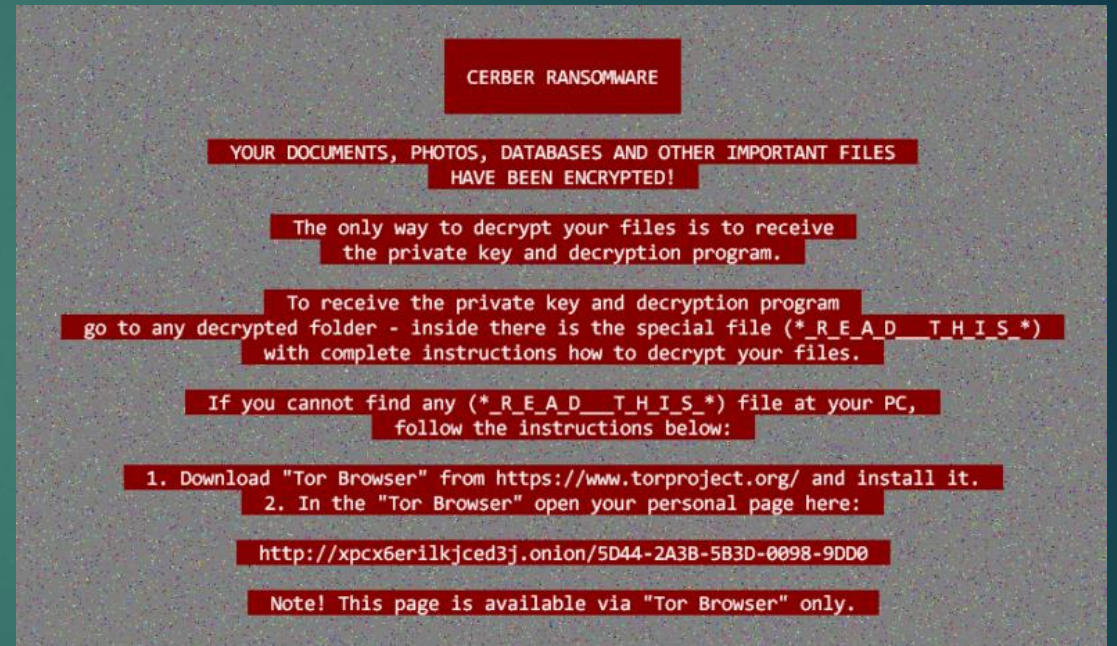 CERBER RANSOMWARE
YOUR DOCUMENTS, PHOTOS, DATABASES AND OTHER IMPORTANT FILES
HAVE BEEN ENCRYPTED!
The only way to decrypt your files is to receive
the private key and decryption program.
To receive the private key and decryption program
go to any decrypted folder - inside there is the special file (*_R_E_A_D___T_H_I_S_*)
with complete instructions how to decrypt your files.
If you cannot find any (*_R_E_A_D___T_H_I_S_*) file at your PC,
follow the instructions below:
1. Download "Tor Browser" from https://www.torproject.org/ and install it.
2. In the "Tor Browser" open your personal page here:
http://xpcx6erilkjced3j.onion/5D44-2A3B-5B3D-0098-9DD0
Note! This page is available via "Tor Browser" only.